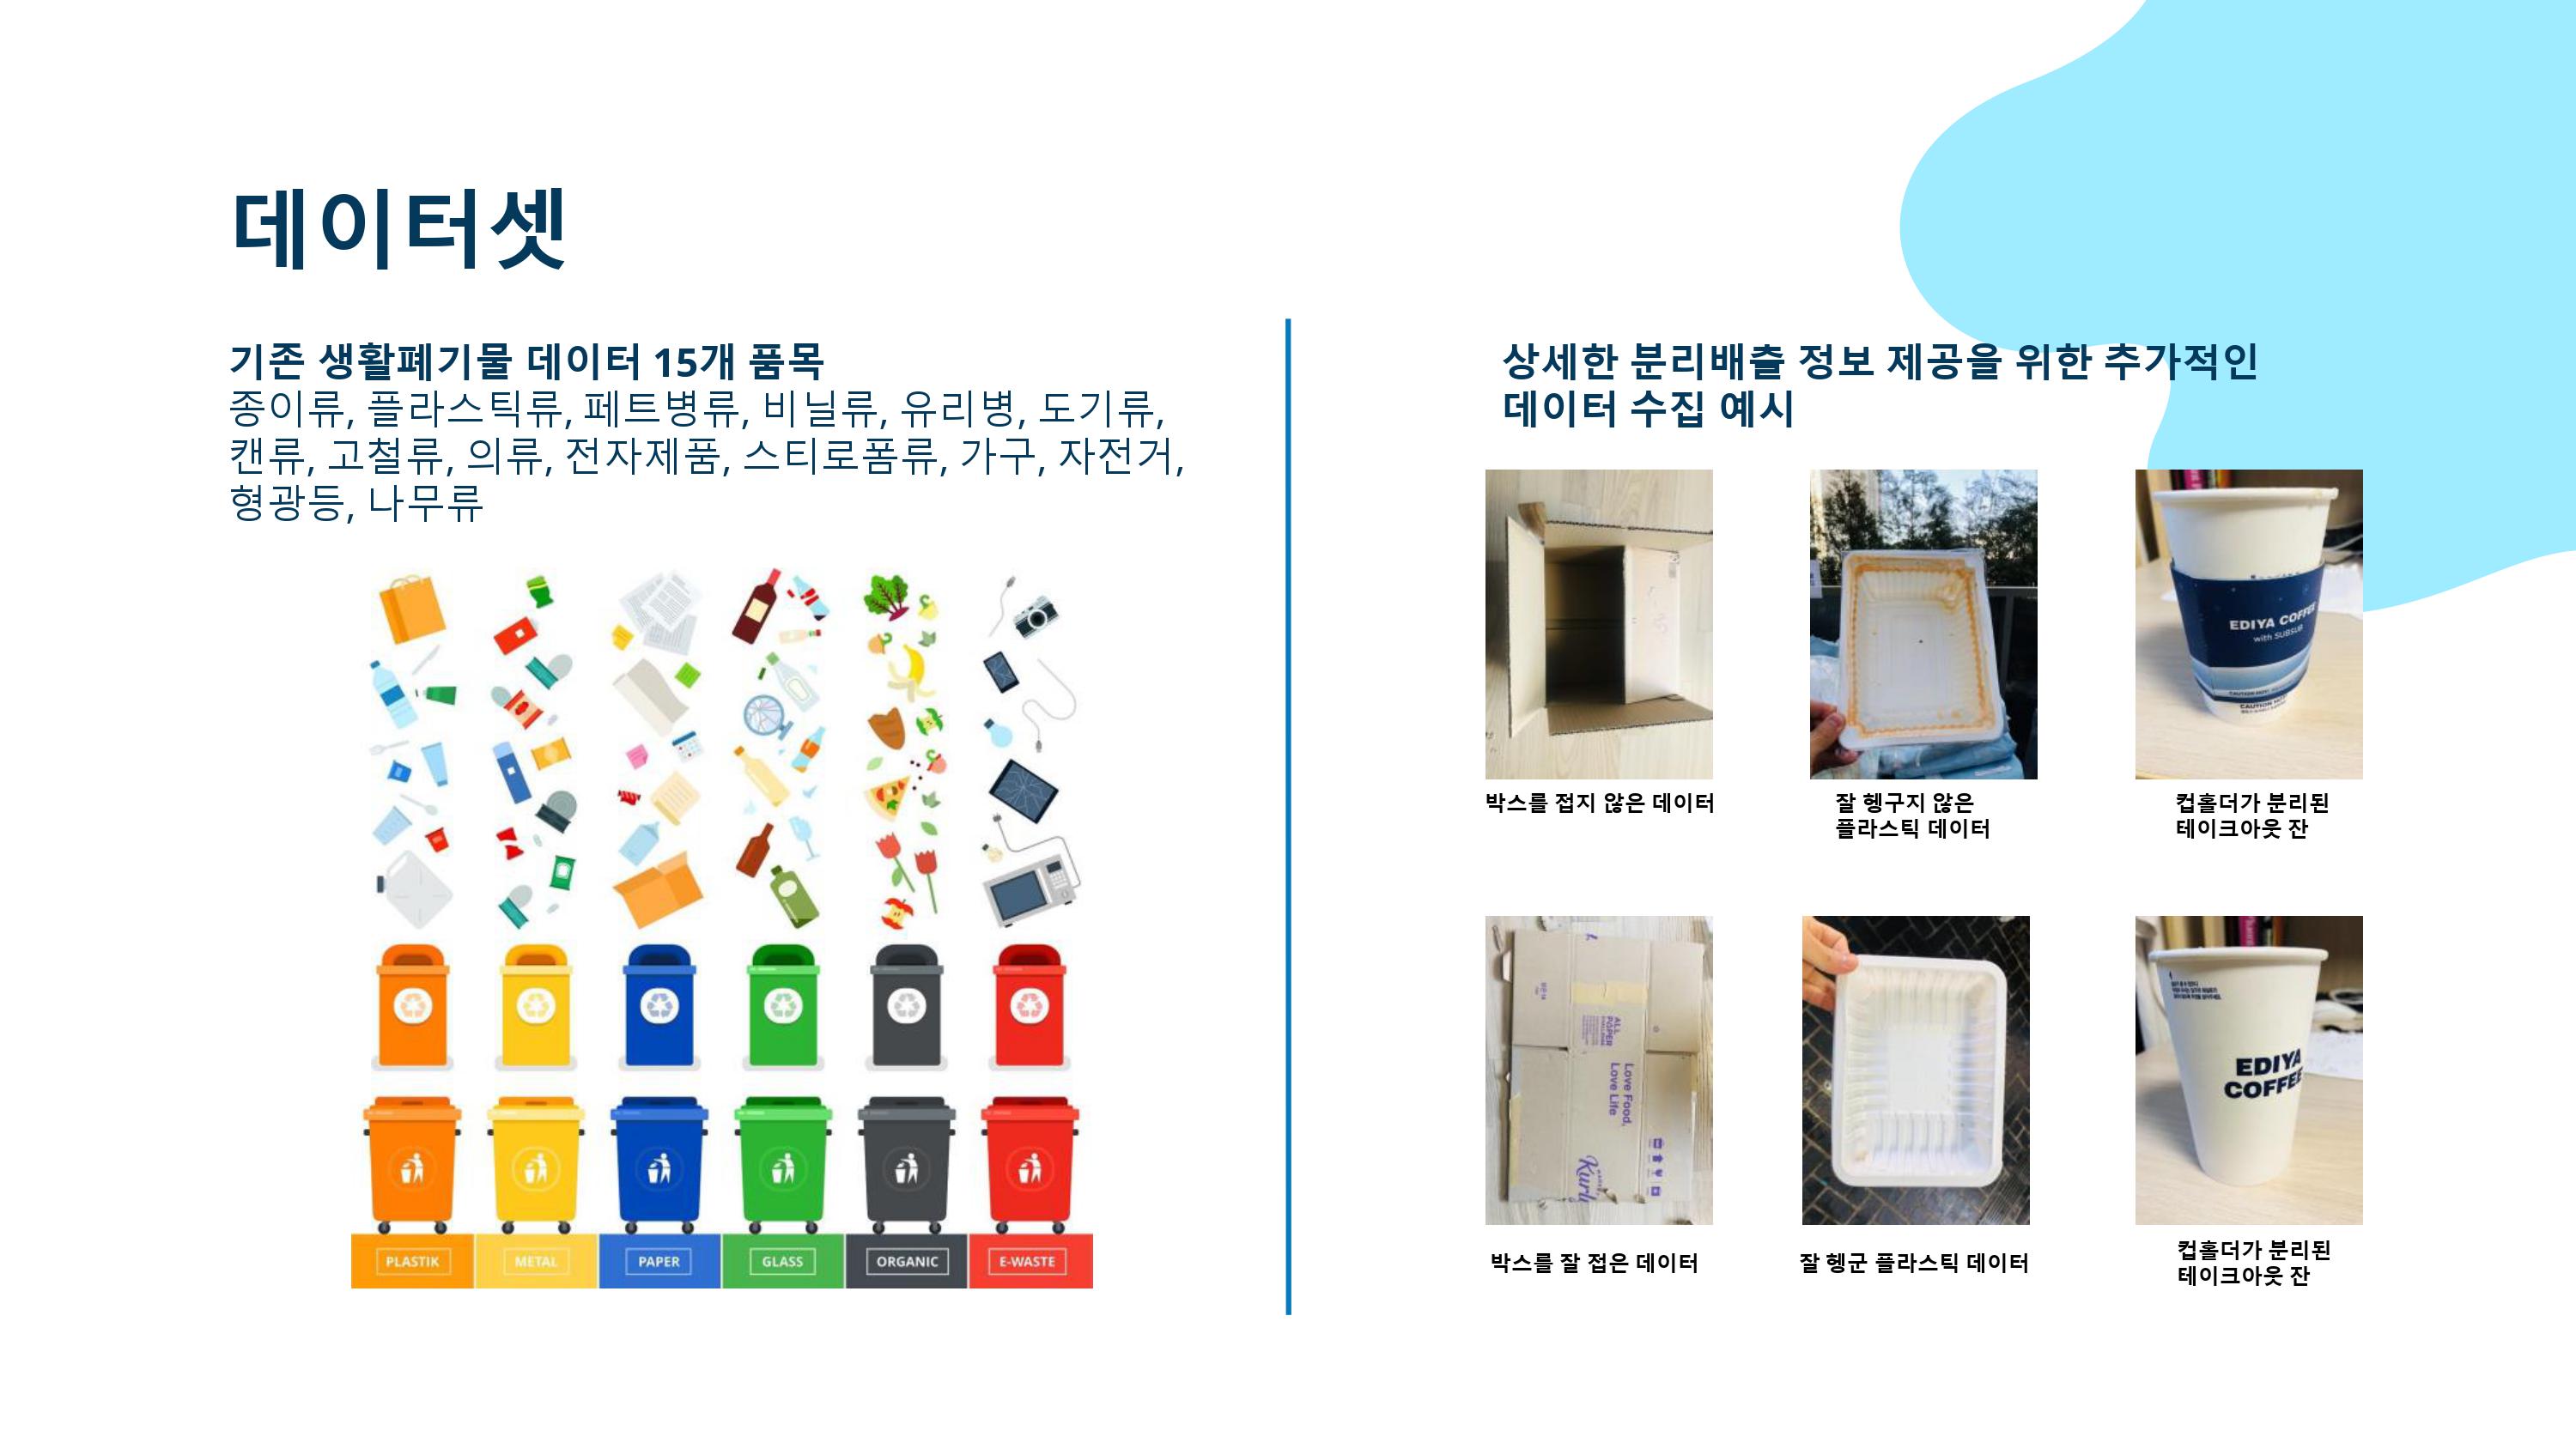 데이터셋
기존 생활폐기물 데이터 15개 품목
종이류, 플라스틱류, 페트병류, 비닐류, 유리병, 도기류,
캔류, 고철류, 의류, 전자제품, 스티로폼류, 가구, 자전거,
형광등, 나무류
PLASTIK
METAL
PAPER
GLASS
ORGANIC
E-WASTE
상세한 분리배출 정보 제공을 위한 추가적인
데이터 수집 예시
EDIYA COFFEE
with SUBSUB
박스를 접지 않은 데이터
잘 헹구지 않은
플라스틱 데이터
컵홀더가 분리된
테이크아웃 잔
ALL
PAPER
Love Food,
Love Life
Kurly
EDIYA
COFFEE
박스를 잘 접은 데이터
잘 헹군 플라스틱 데이터
컵홀더가 분리된
테이크아웃 잔